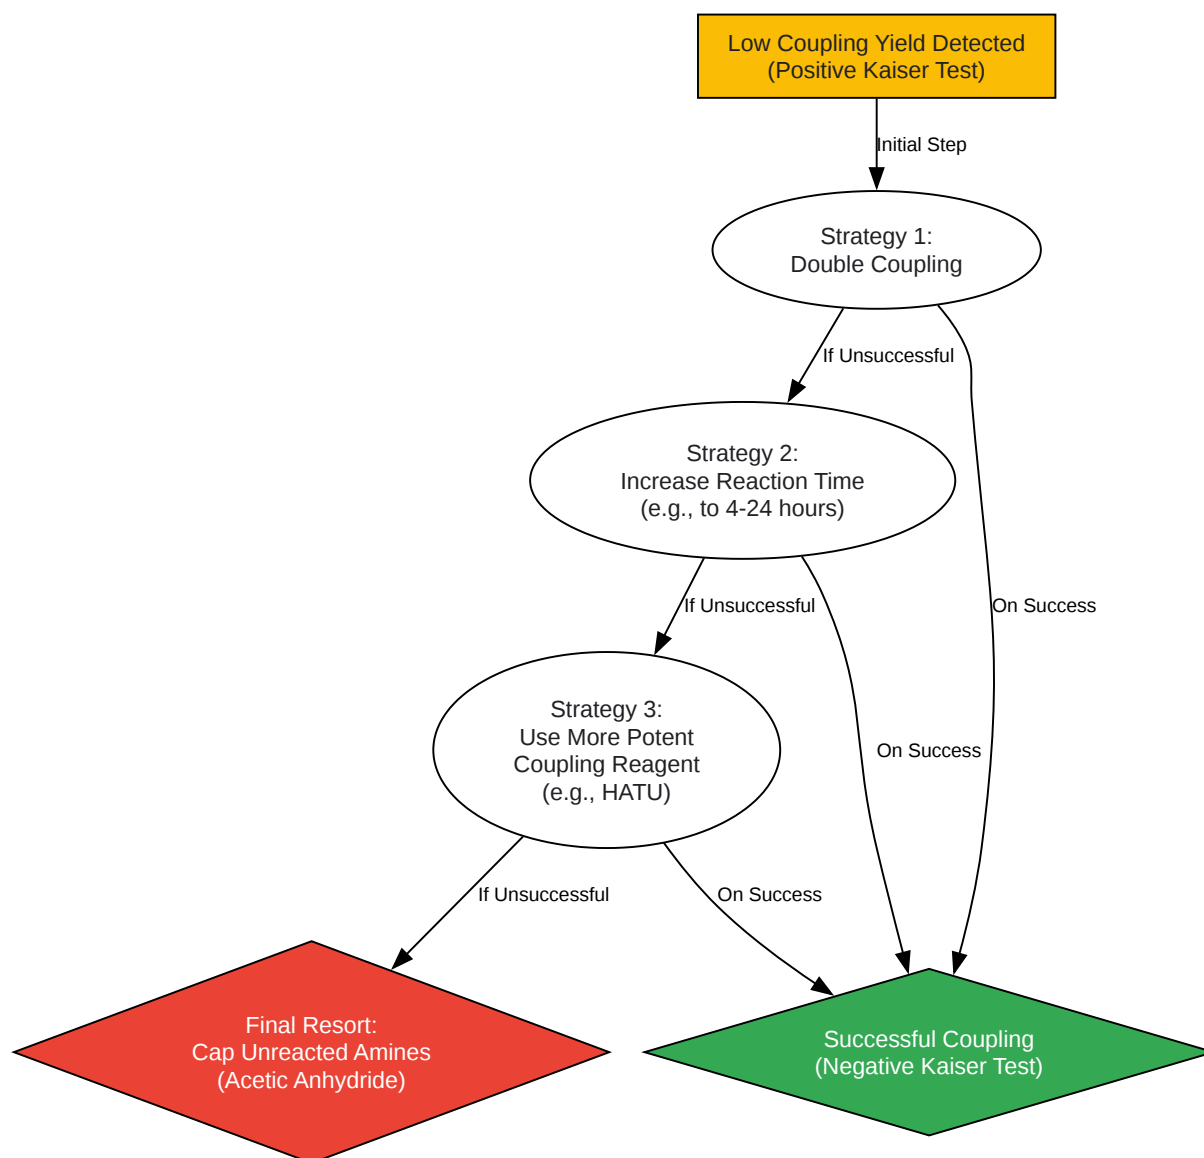 Low Coupling Yield Detected
(Positive Kaiser Test)
Initial Step
Strategy 1:
Double Coupling
If Unsuccessful
Strategy 2:
Increase Reaction Time
(e.g., to 4-24 hours)
If Unsuccessful
On Success
Strategy 3:
Use More Potent
Coupling Reagent
(e.g., HATU)
On Success
If Unsuccessful
On Success
Final Resort:
Cap Unreacted Amines
(Acetic Anhydride)
Successful Coupling
(Negative Kaiser Test)